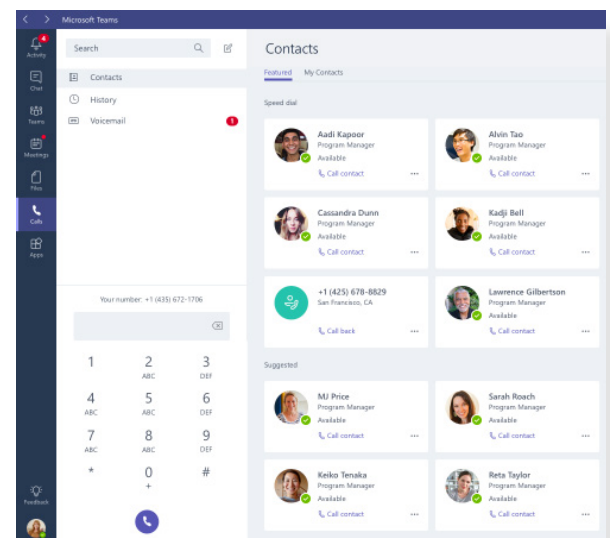 Microsoft Teams
4
Activity
Chat
Teams
Meetings
Files
Calls
Apps
Feedback
Search
Contacts
History
Voicemail
1
Your number: +1 (435) 672-1706
1 2 3
ABC DEF
4 5 6
ABC ABC DEF
7 8 9
ABC ABC DEF
* 0 #
+
Contacts
Featured My Contacts
Speed dial
Aadi Kapoor
Program Manager
Available
Call contact
Alvin Tao
Program Manager
Available
Call contact
Cassandra Dunn
Program Manager
Available
Call contact
Kadji Bell
Program Manager
Available
Call contact
+1 (425) 678-8829
San Francisco, CA
Call back
Lawrence Gilbertson
Program Manager
Available
Call contact
Suggested
MJ Price
Program Manager
Available
Call contact
Sarah Roach
Program Manager
Available
Call contact
Keiko Tenaka
Program Manager
Available
Call contact
Reta Taylor
Program Manager
Available
Call contact